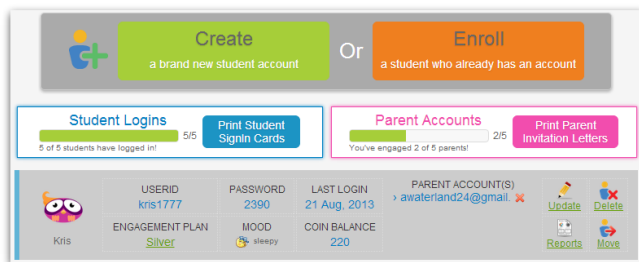 Create
a brand new student account
Or
Enroll
a student who already has an account
Student Logins
5/5
5 of 5 students have logged in!
Print Student
SignIn Cards
Parent Accounts
2/5
You've engaged 2 of 5 parents!
Print Parent
Invitation Letters
Kris
USERID
kris1777
PASSWORD
2390
LAST LOGIN
21 Aug, 2013
PARENT ACCOUNT(S)
› awaterland24@gmail.
ENGAGEMENT PLAN
Silver
MOOD
sleepy
COIN BALANCE
220
Update
Delete
Reports
Move